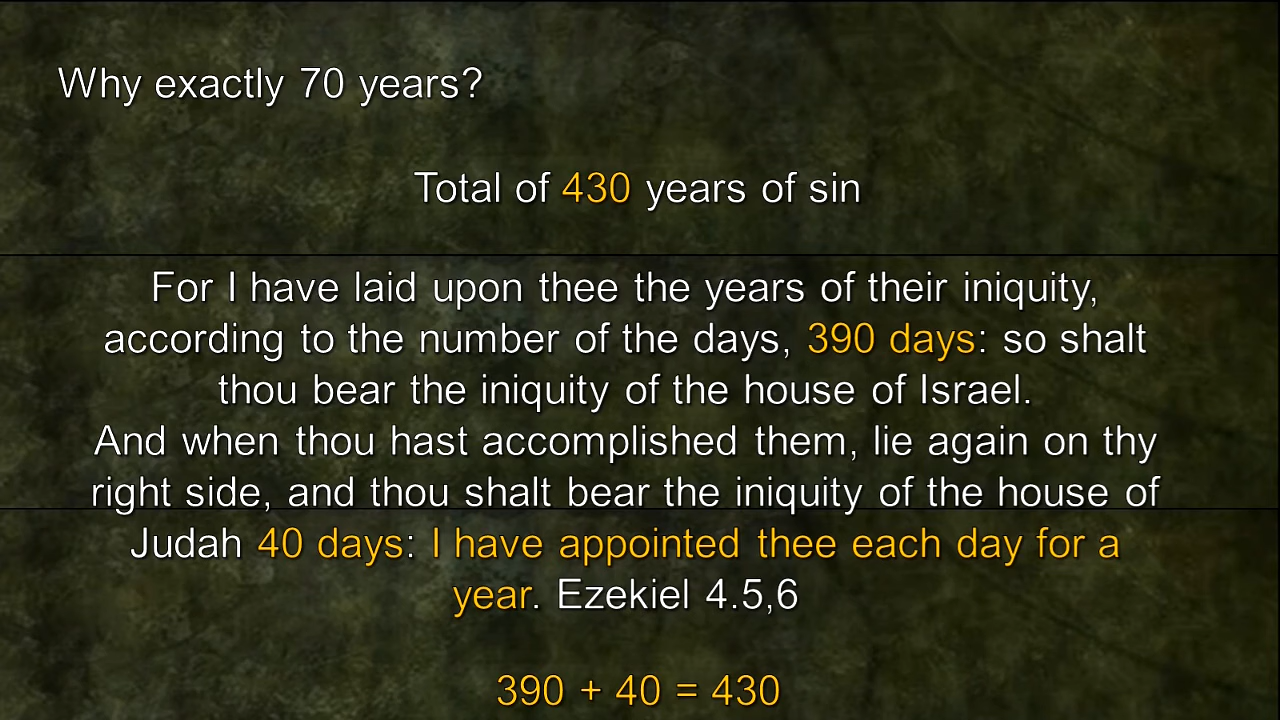 Why exactly 70 years?
Total of 430 years of sin
For I have laid upon thee the years of their iniquity,
according to the number of the days, 390 days: so shalt
thou bear the iniquity of the house of Israel.
And when thou hast accomplished them, lie again on thy
right side, and thou shalt bear the iniquity of the house of
Judah 40 days: I have appointed thee each day for a
year. Ezekiel 4.5,6
390 + 40 = 430